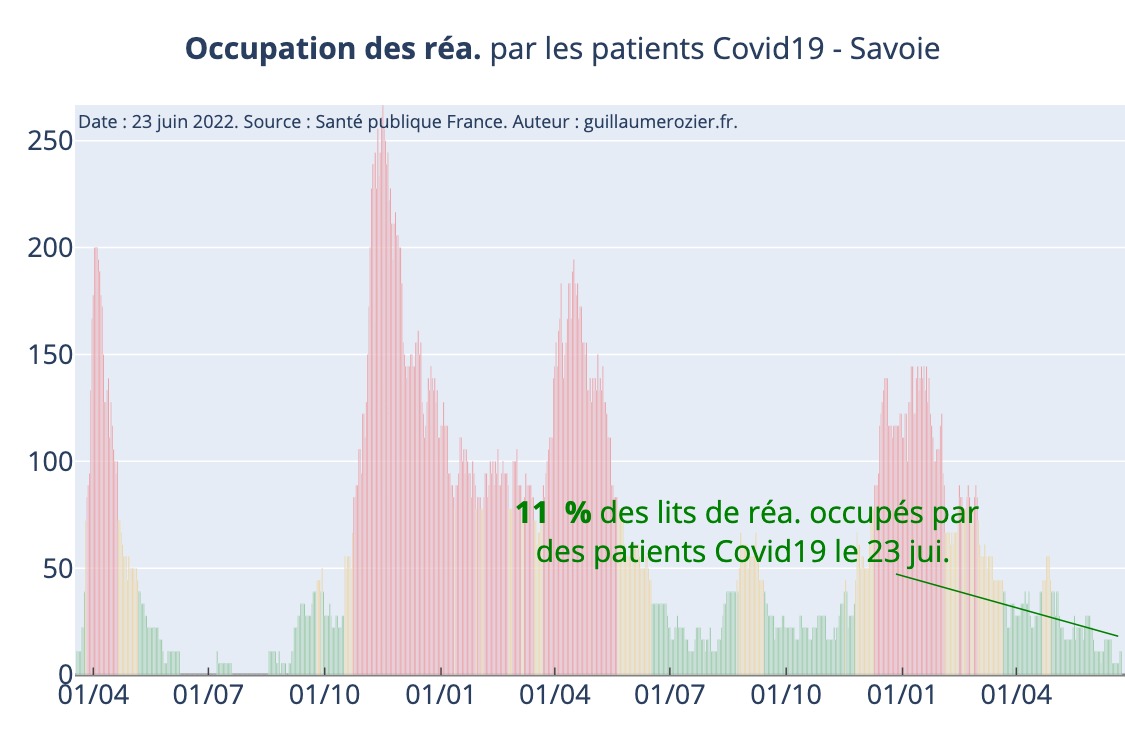 Occupation des réa. par les patients Covid19 - Savoie
Date : 23 juin 2022. Source : Santé publique France. Auteur : guillaumerozier.fr.
250
200
150
100
50
0
11 % des lits de réa. occupés par
des patients Covid19 le 23 jui.
01/04 01/07 01/10 01/01 01/04 01/07 01/10 01/01 01/04